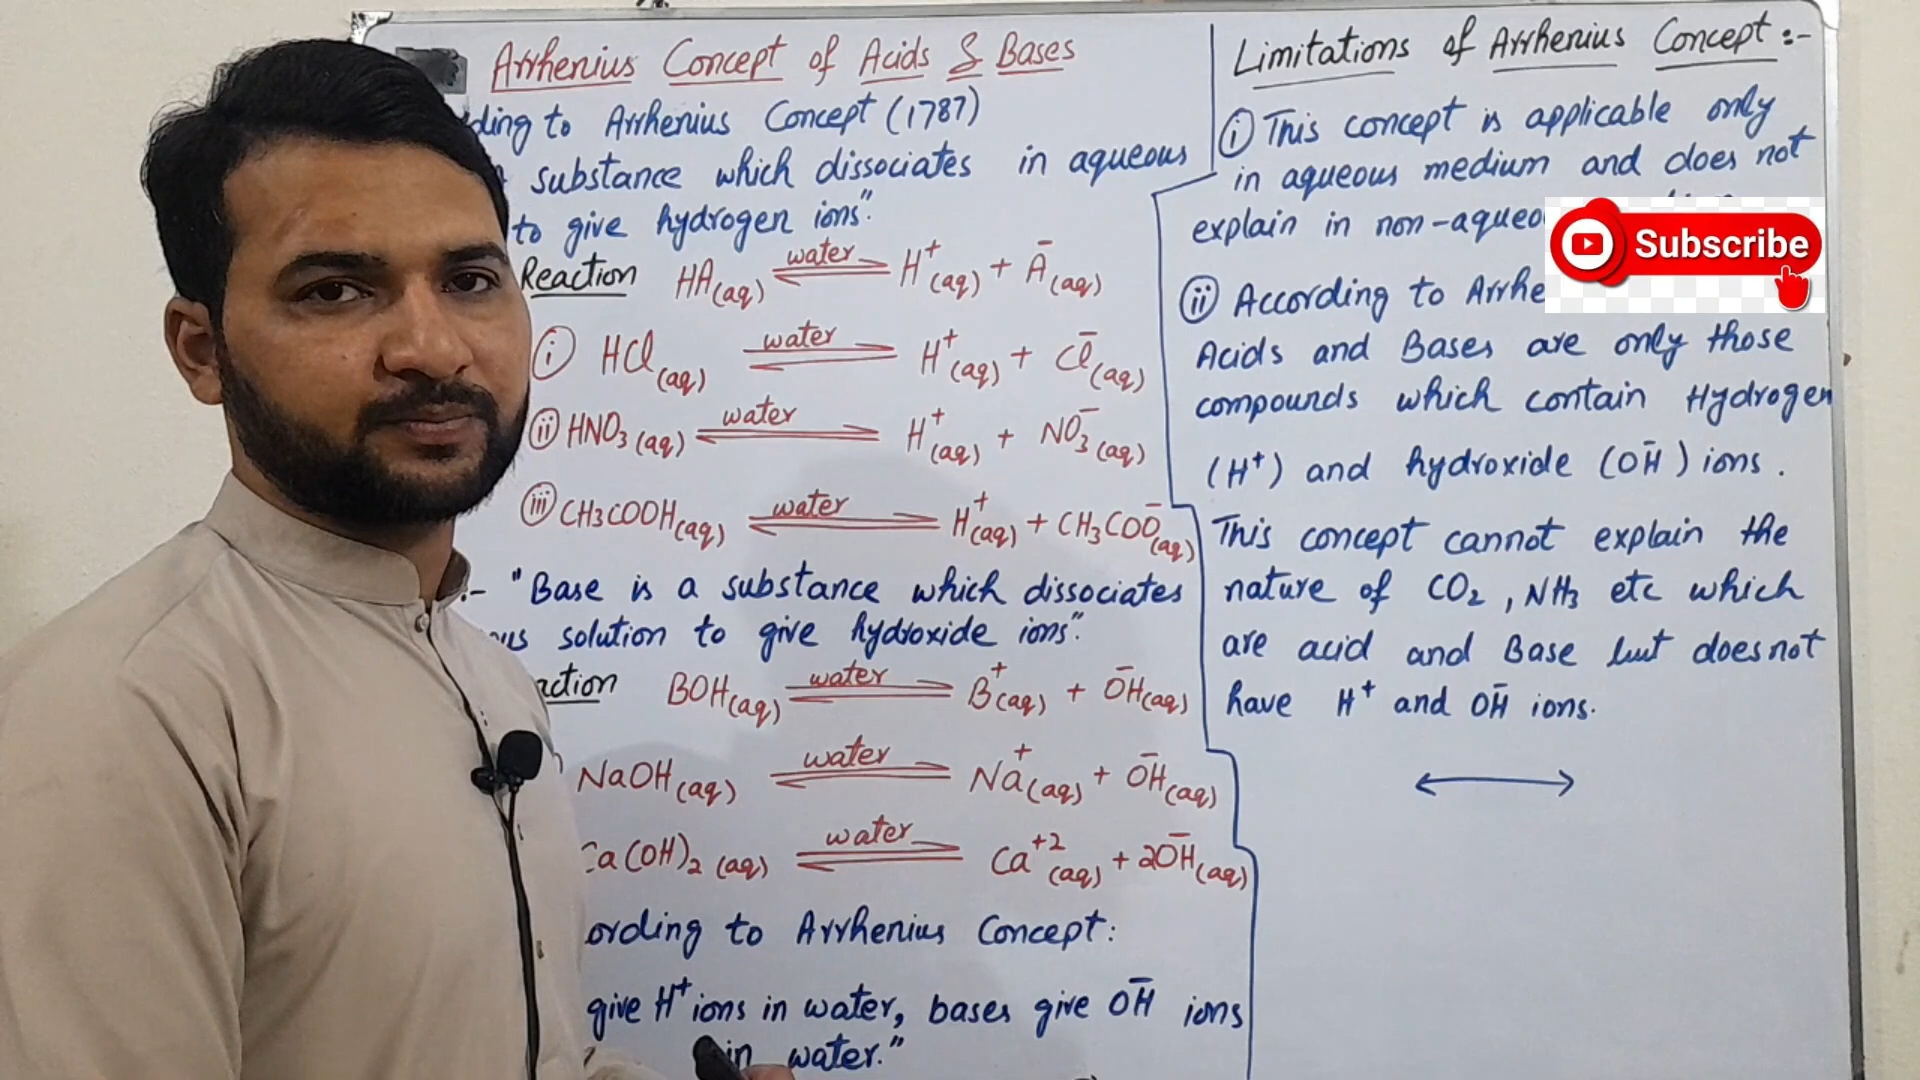 Arrhenius Concept of Acids & Bases
ding to Arrhenius Concept (1787)
substance which dissociates in aqueous
to give hydrogen ions".
Reaction HA(aq) water ⇌ H⁺(aq) + A⁻(aq)
(i) HCl(aq) water ⇌ H⁺(aq) + Cl⁻(aq)
(ii) HNO₃(aq) water ⇌ H⁺(aq) + NO₃⁻(aq)
(iii) CH₃COOH(aq) water ⇌ H⁺(aq) + CH₃COO⁻(aq)
:- "Base is a substance which dissociates
ous solution to give hydroxide ions".
action BOH(aq) water ⇌ B⁺(aq) + OH⁻(aq)
NaOH(aq) water ⇌ Na⁺(aq) + OH⁻(aq)
Ca(OH)₂(aq) water ⇌ Ca⁺²(aq) + 2OH⁻(aq)
ording to Arrhenius Concept:
give H⁺ ions in water, bases give OH⁻ ions
in water."
Limitations of Arrhenius Concept :-
(i) This concept is applicable only
in aqueous medium and does not
explain in non-aqueo
(ii) According to Arrhe
Acids and Bases are only those
compounds which contain Hydrogen
(H⁺) and hydroxide (OH⁻) ions.
This concept cannot explain the
nature of CO₂, NH₃ etc which
are acid and Base but does not
have H⁺ and OH⁻ ions.
Subscribe